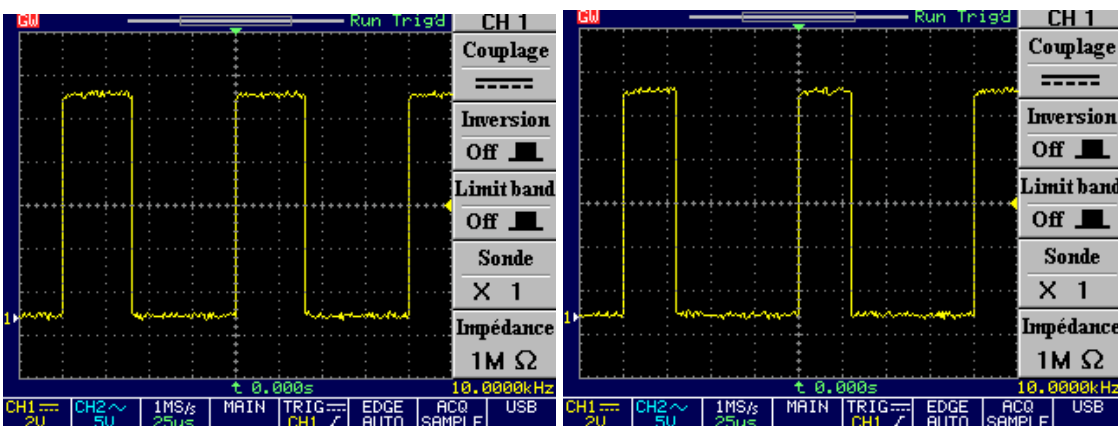 GW Run Trig'd CH 1
Couplage
Inversion
Off
Limit band
Off
Sonde
X 1
Impédance
1M Ω
1
0.000s 10.0000kHz
CH1 CH2 1MS/s MAIN TRIG EDGE ACQ USB
2V 5V 25us CH1 AUTO SAMPLE
GW Run Trig'd CH 1
Couplage
Inversion
Off
Limit band
Off
Sonde
X 1
Impédance
1M Ω
1
0.000s 10.0000kHz
CH1 CH2 1MS/s MAIN TRIG EDGE ACQ USB
2V 5V 25us CH1 AUTO SAMPLE